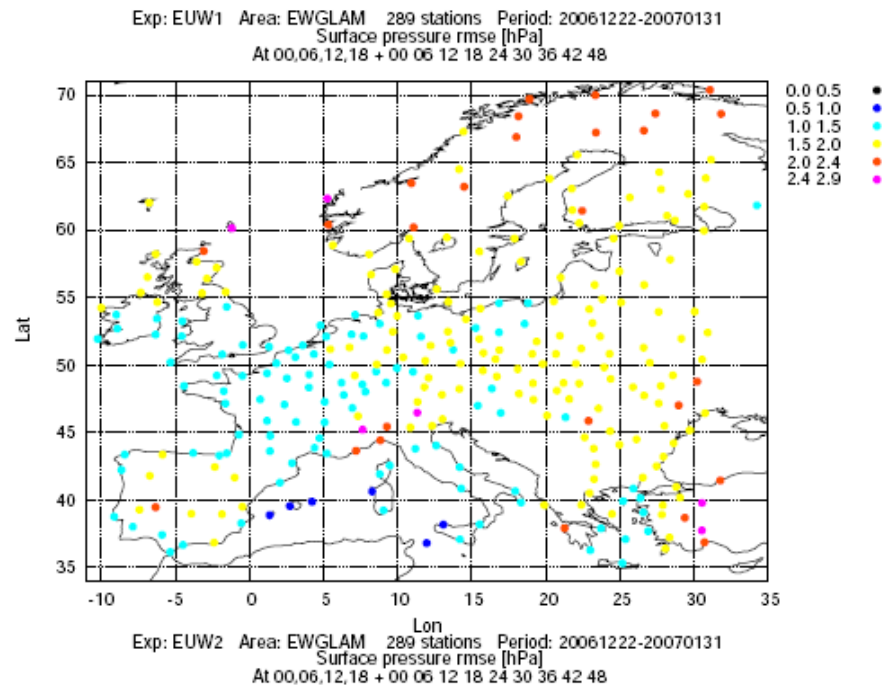 Exp: EUW1 Area: EWGLAM 289 stations Period: 20061222-20070131
Surface pressure rmse [hPa]
At 00,06,12,18 + 00 06 12 18 24 30 36 42 48
70
65
60
55
50
45
40
35
Lat
-10 -5 0 5 10 15 20 25 30 35
Lon
0.0 0.5
0.5 1.0
1.0 1.5
1.5 2.0
2.0 2.4
2.4 2.9
Exp: EUW2 Area: EWGLAM 289 stations Period: 20061222-20070131
Surface pressure rmse [hPa]
At 00,06,12,18 + 00 06 12 18 24 30 36 42 48